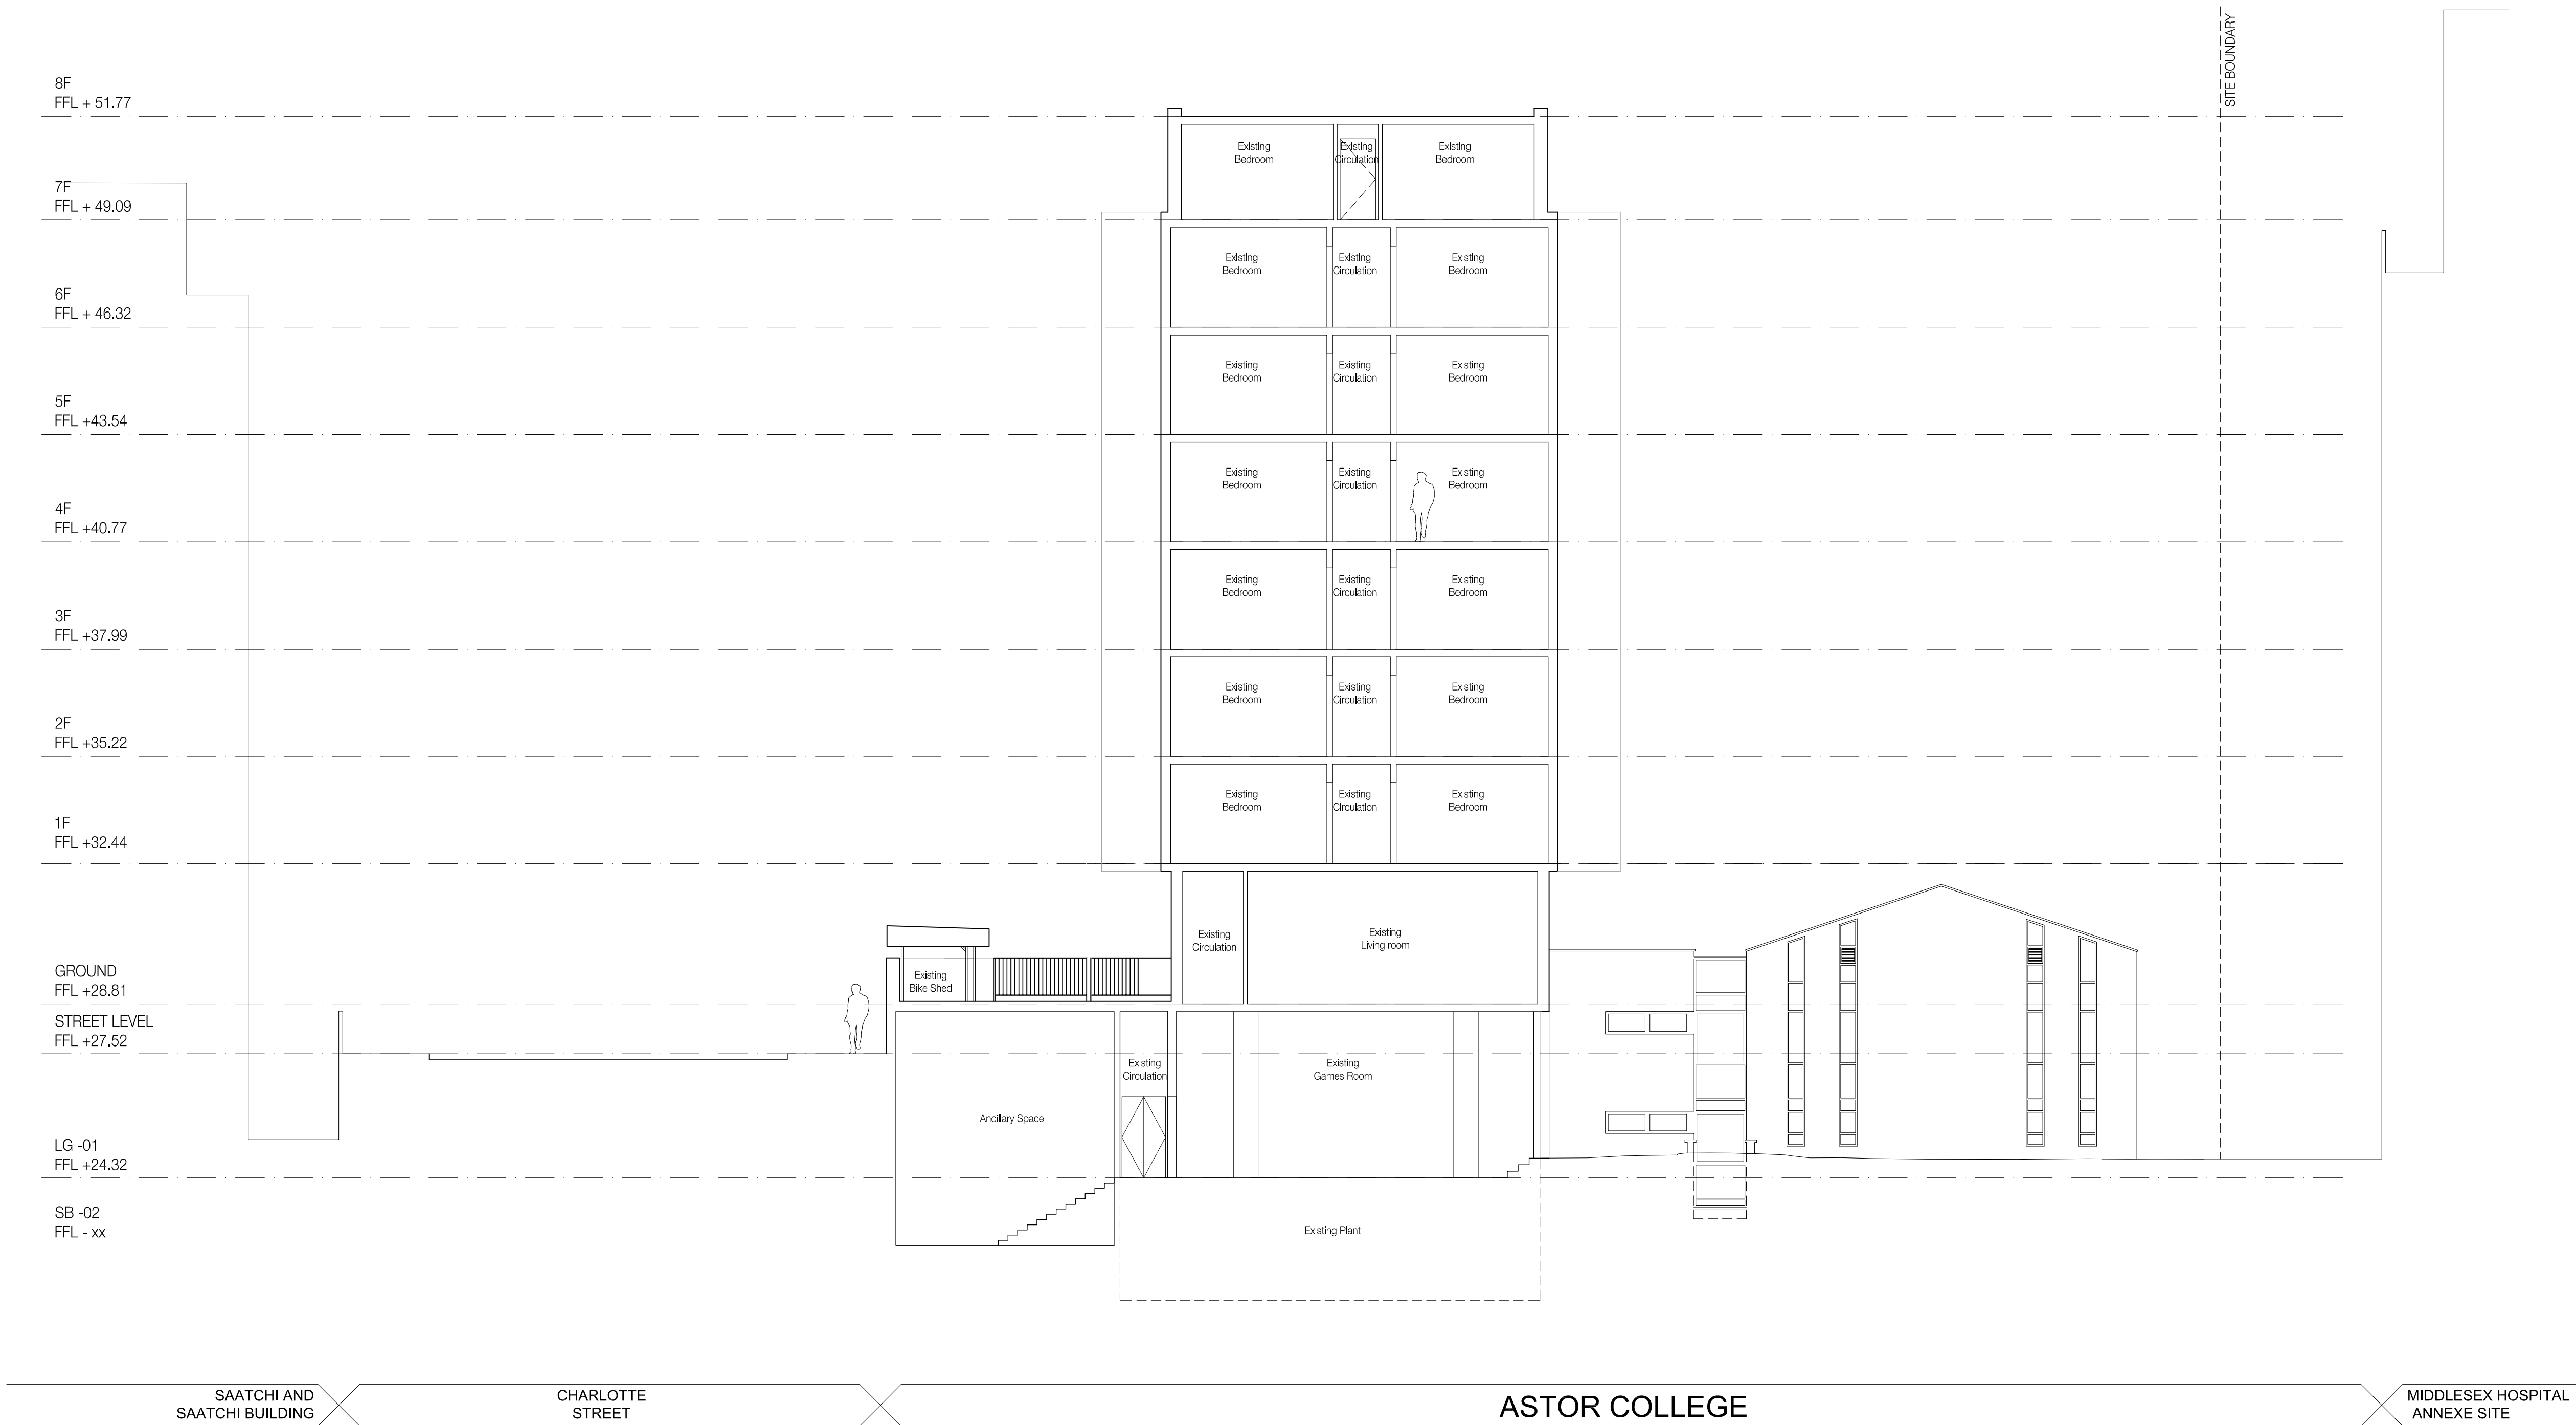 SITE BOUNDARY
8F
FFL + 51.77
Existing
Bedroom
Existing
Circulation
Existing
Bedroom
7F
FFL + 49.09
Existing
Bedroom
Existing
Circulation
Existing
Bedroom
6F
FFL + 46.32
Existing
Bedroom
Existing
Circulation
Existing
Bedroom
5F
FFL +43.54
Existing
Bedroom
Existing
Circulation
Existing
Bedroom
4F
FFL +40.77
Existing
Bedroom
Existing
Circulation
Existing
Bedroom
3F
FFL +37.99
Existing
Bedroom
Existing
Circulation
Existing
Bedroom
2F
FFL +35.22
Existing
Bedroom
Existing
Circulation
Existing
Bedroom
1F
FFL +32.44
Existing
Circulation
Existing
Living room
Existing
Bike Shed
GROUND
FFL +28.81
STREET LEVEL
FFL +27.52
Existing
Circulation
Existing
Games Room
Ancillary Space
LG -01
FFL +24.32
SB -02
FFL - xx
Existing Plant
SAATCHI AND
SAATCHI BUILDING
CHARLOTTE
STREET
ASTOR COLLEGE
MIDDLESEX HOSPITAL
ANNEXE SITE